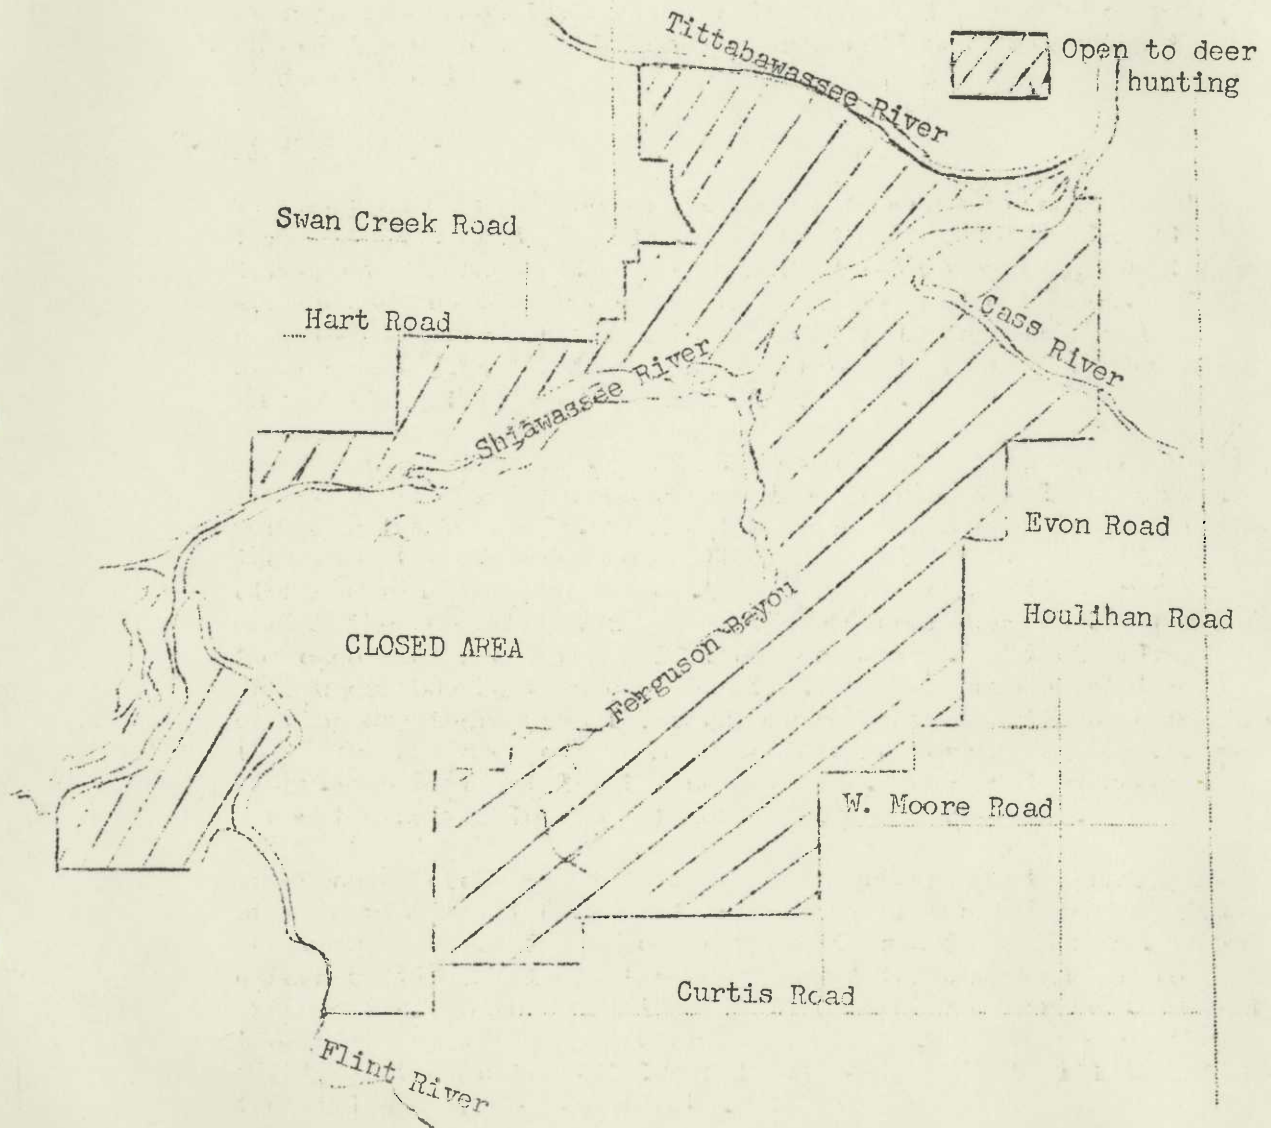 Tittabawassee River
Open to deer
hunting
Swan Creek Road
Hart Road
Cass River
Shiawassee River
Evon Road
Houlihan Road
CLOSED AREA
Ferguson Bayou
W. Moore Road
Curtis Road
Flint River